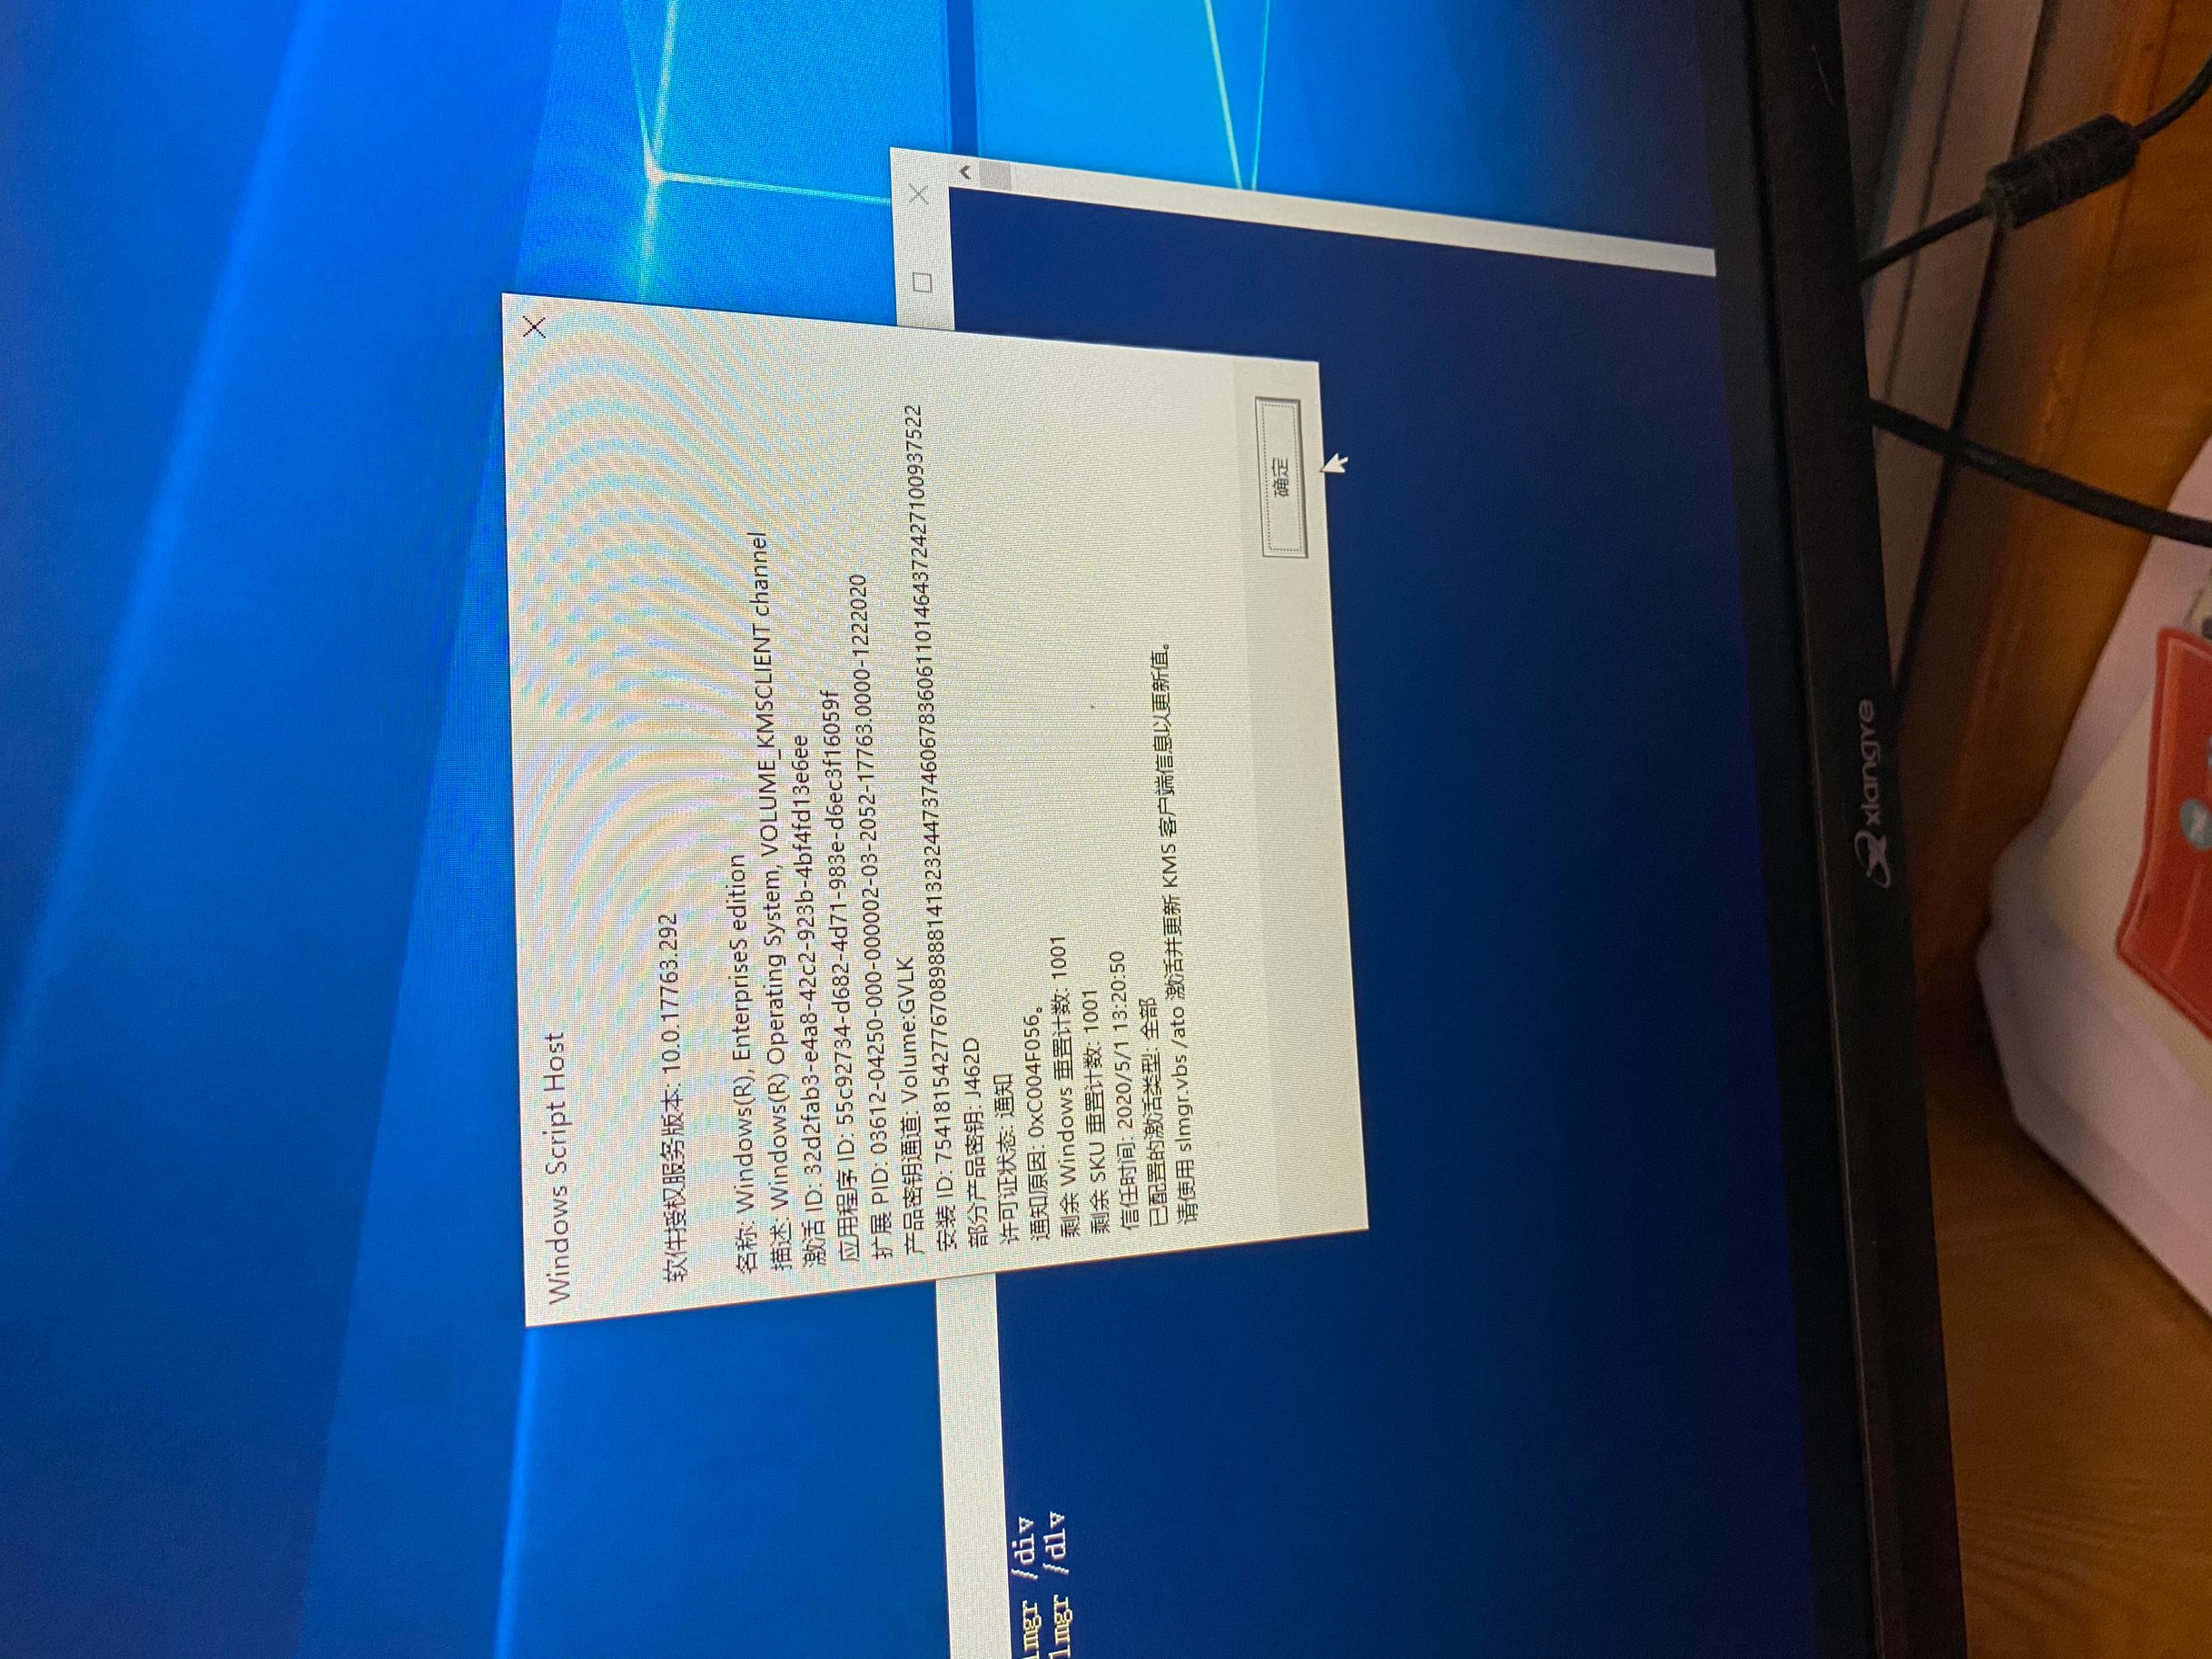 Windows Script Host
软件授权服务版本: 10.0.17763.292
名称: Windows(R), EnterpriseS edition
描述: Windows(R) Operating System, VOLUME_KMSCLIENT channel
激活 ID: 32d2fab3-e4a8-42c2-923b-4bf4fd13e6ee
应用程序 ID: 55c92734-d682-4d71-983e-d6ec3f16059f
扩展 PID: 03612-04250-000-000002-03-2052-17763.0000-1222020
产品密钥通道: Volume:GVLK
安装 ID: 754181542776708988814132324473746067836061101464372427100937522
部分产品密钥: J462D
许可证状态: 通知
通知原因: 0xC004F056。
剩余 Windows 重置计数: 1001
剩余 SKU 重置计数: 1001
信任时间: 2020/5/1 13:20:50
已配置的激活类型: 全部
请使用 slmgr.vbs /ato 激活并更新 KMS 客户端信息以更新值。
确定
lmgr /div
lmgr /dlv
xiangye